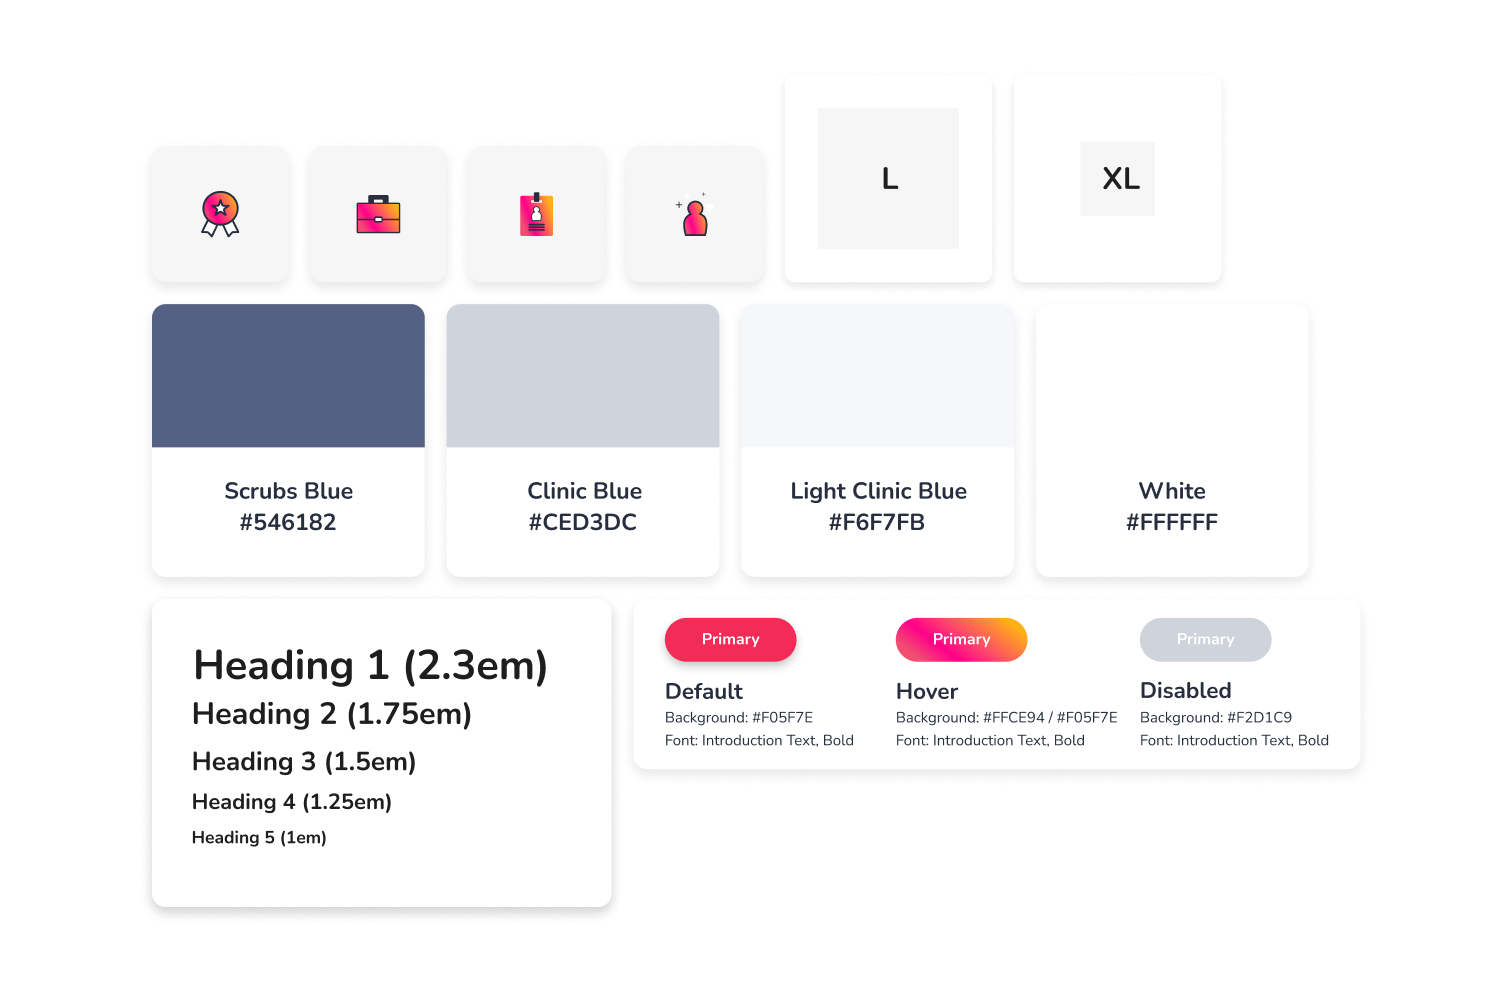 L
XL
Scrubs Blue
#546182
Clinic Blue
#CED3DC
Light Clinic Blue
#F6F7FB
White
#FFFFFF
Heading 1 (2.3em)
Heading 2 (1.75em)
Heading 3 (1.5em)
Heading 4 (1.25em)
Heading 5 (1em)
Primary
Default
Background: #F05F7E
Font: Introduction Text, Bold
Primary
Hover
Background: #FFCE94 / #F05F7E
Font: Introduction Text, Bold
Primary
Disabled
Background: #F2D1C9
Font: Introduction Text, Bold